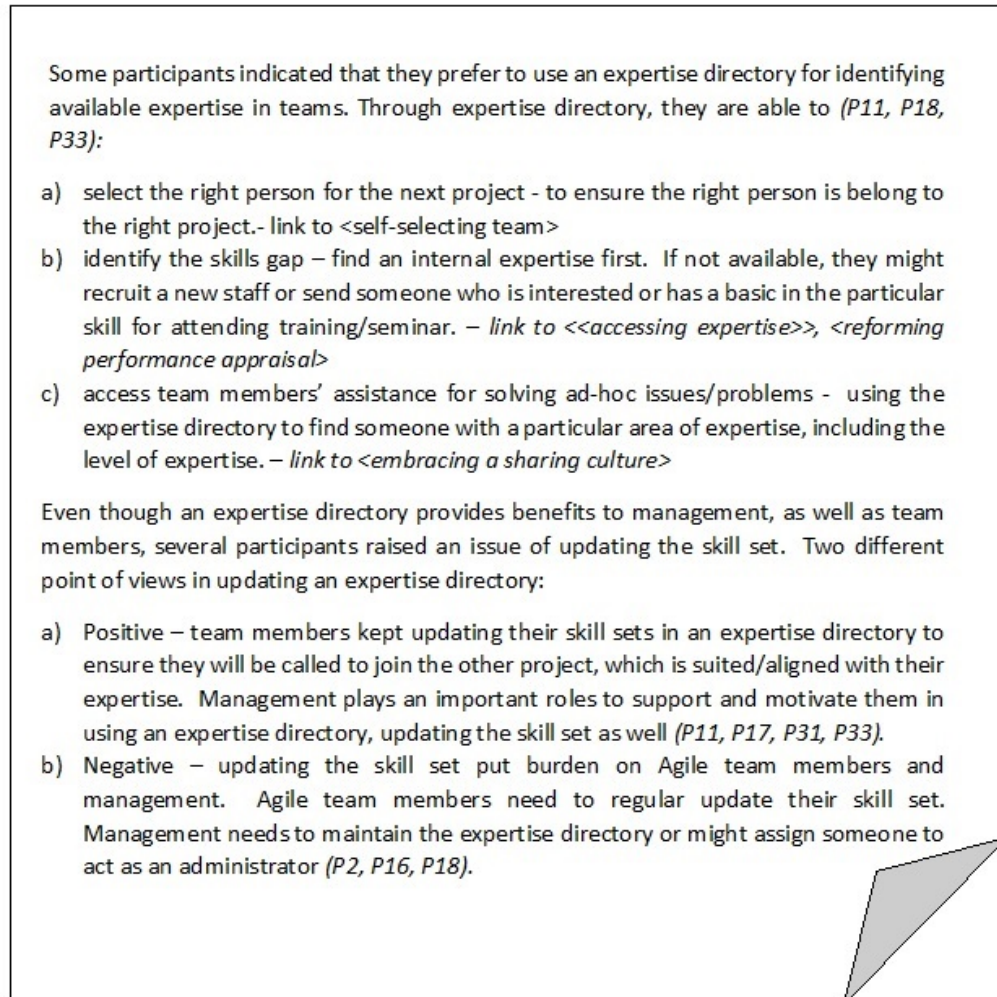 Some participants indicated that they prefer to use an expertise directory for identifying
available expertise in teams. Through expertise directory, they are able to (P11, P18,
P33):
a) select the right person for the next project - to ensure the right person is belong to
the right project.- link to <self-selecting team>
b) identify the skills gap – find an internal expertise first. If not available, they might
recruit a new staff or send someone who is interested or has a basic in the particular
skill for attending training/seminar. – link to <<accessing expertise>>, <reforming
performance appraisal>
c) access team members’ assistance for solving ad-hoc issues/problems - using the
expertise directory to find someone with a particular area of expertise, including the
level of expertise. – link to <embracing a sharing culture>
Even though an expertise directory provides benefits to management, as well as team
members, several participants raised an issue of updating the skill set. Two different
point of views in updating an expertise directory:
a) Positive – team members kept updating their skill sets in an expertise directory to
ensure they will be called to join the other project, which is suited/aligned with their
expertise. Management plays an important roles to support and motivate them in
using an expertise directory, updating the skill set as well (P11, P17, P31, P33).
b) Negative – updating the skill set put burden on Agile team members and
management. Agile team members need to regular update their skill set.
Management needs to maintain the expertise directory or might assign someone to
act as an administrator (P2, P16, P18).